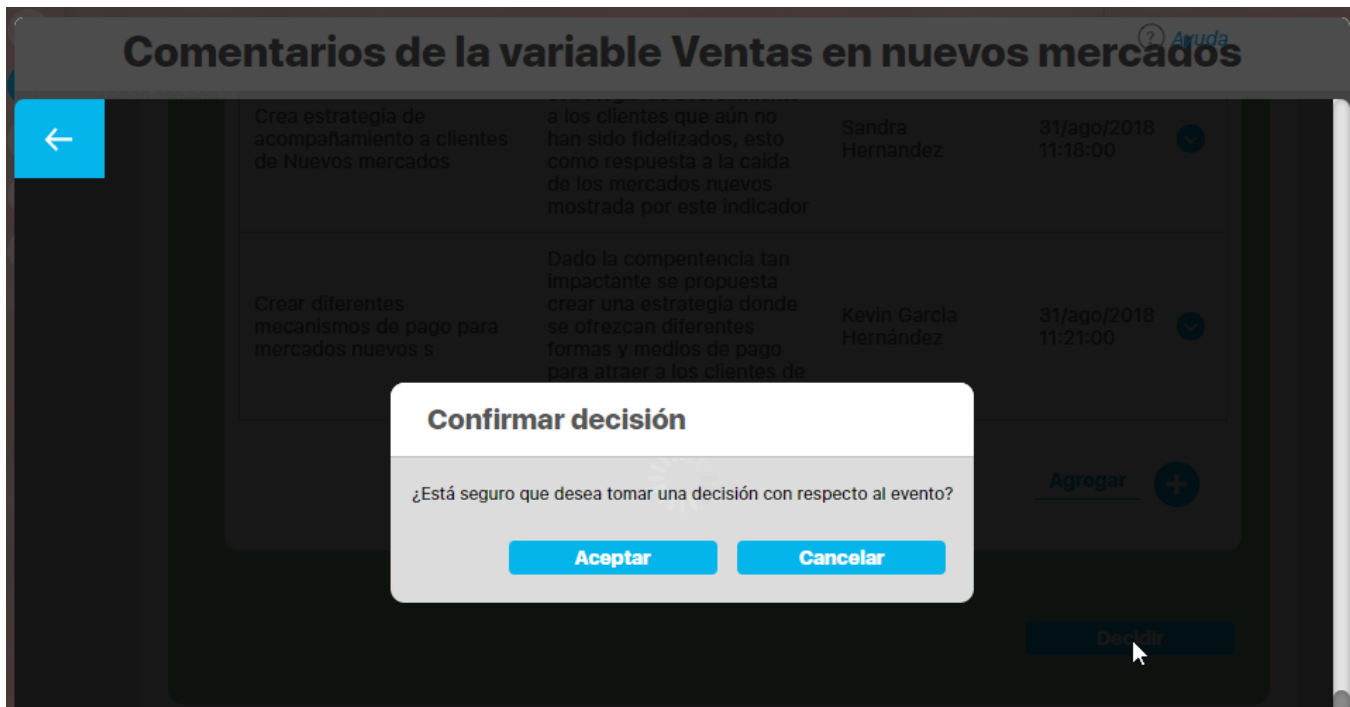 Ayuda
Comentarios de la variable Ventas en nuevos mercados
Crea estrategia de
acompañamiento a clientes
de Nuevos mercados
a los clientes que aún no
han sido fidelizados, esto
como respuesta a la caida
de los mercados nuevos
mostrada por este indicador
Sandra
Hernandez
31/ago/2018
11:18:00
Crear diferentes
mecanismos de pago para
mercados nuevos s
Dado la compentencia tan
impactante se propuesta
crear una estrategia donde
se ofrezcan diferentes
formas y medios de pago
para atraer a los clientes de
Kevin Garcia
Hernández
31/ago/2018
11:21:00
Confirmar decisión
¿Está seguro que desea tomar una decisión con respecto al evento?
Aceptar
Cancelar
Agregar
Decidir